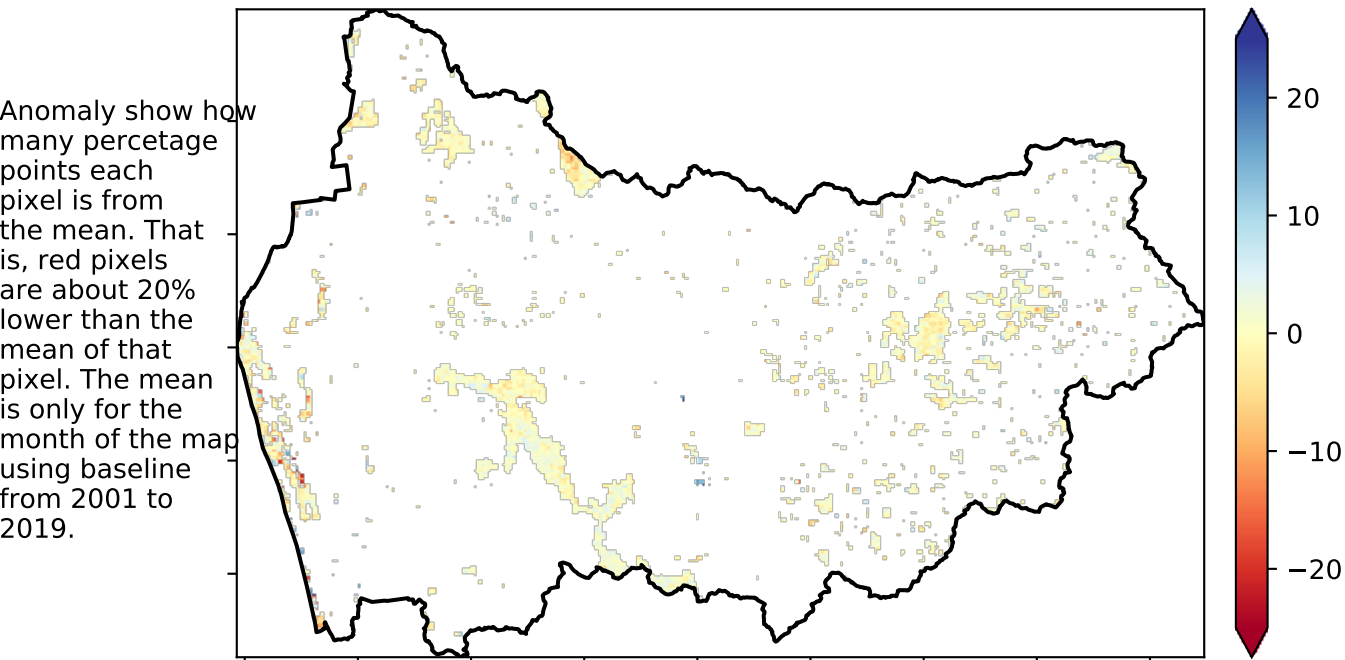 Anomaly show how
many percetage
points each
pixel is from
the mean. That
is, red pixels
are about 20%
lower than the
mean of that
pixel. The mean
is only for the
month of the map
using baseline
from 2001 to
2019.
20
10
0
−10
−20